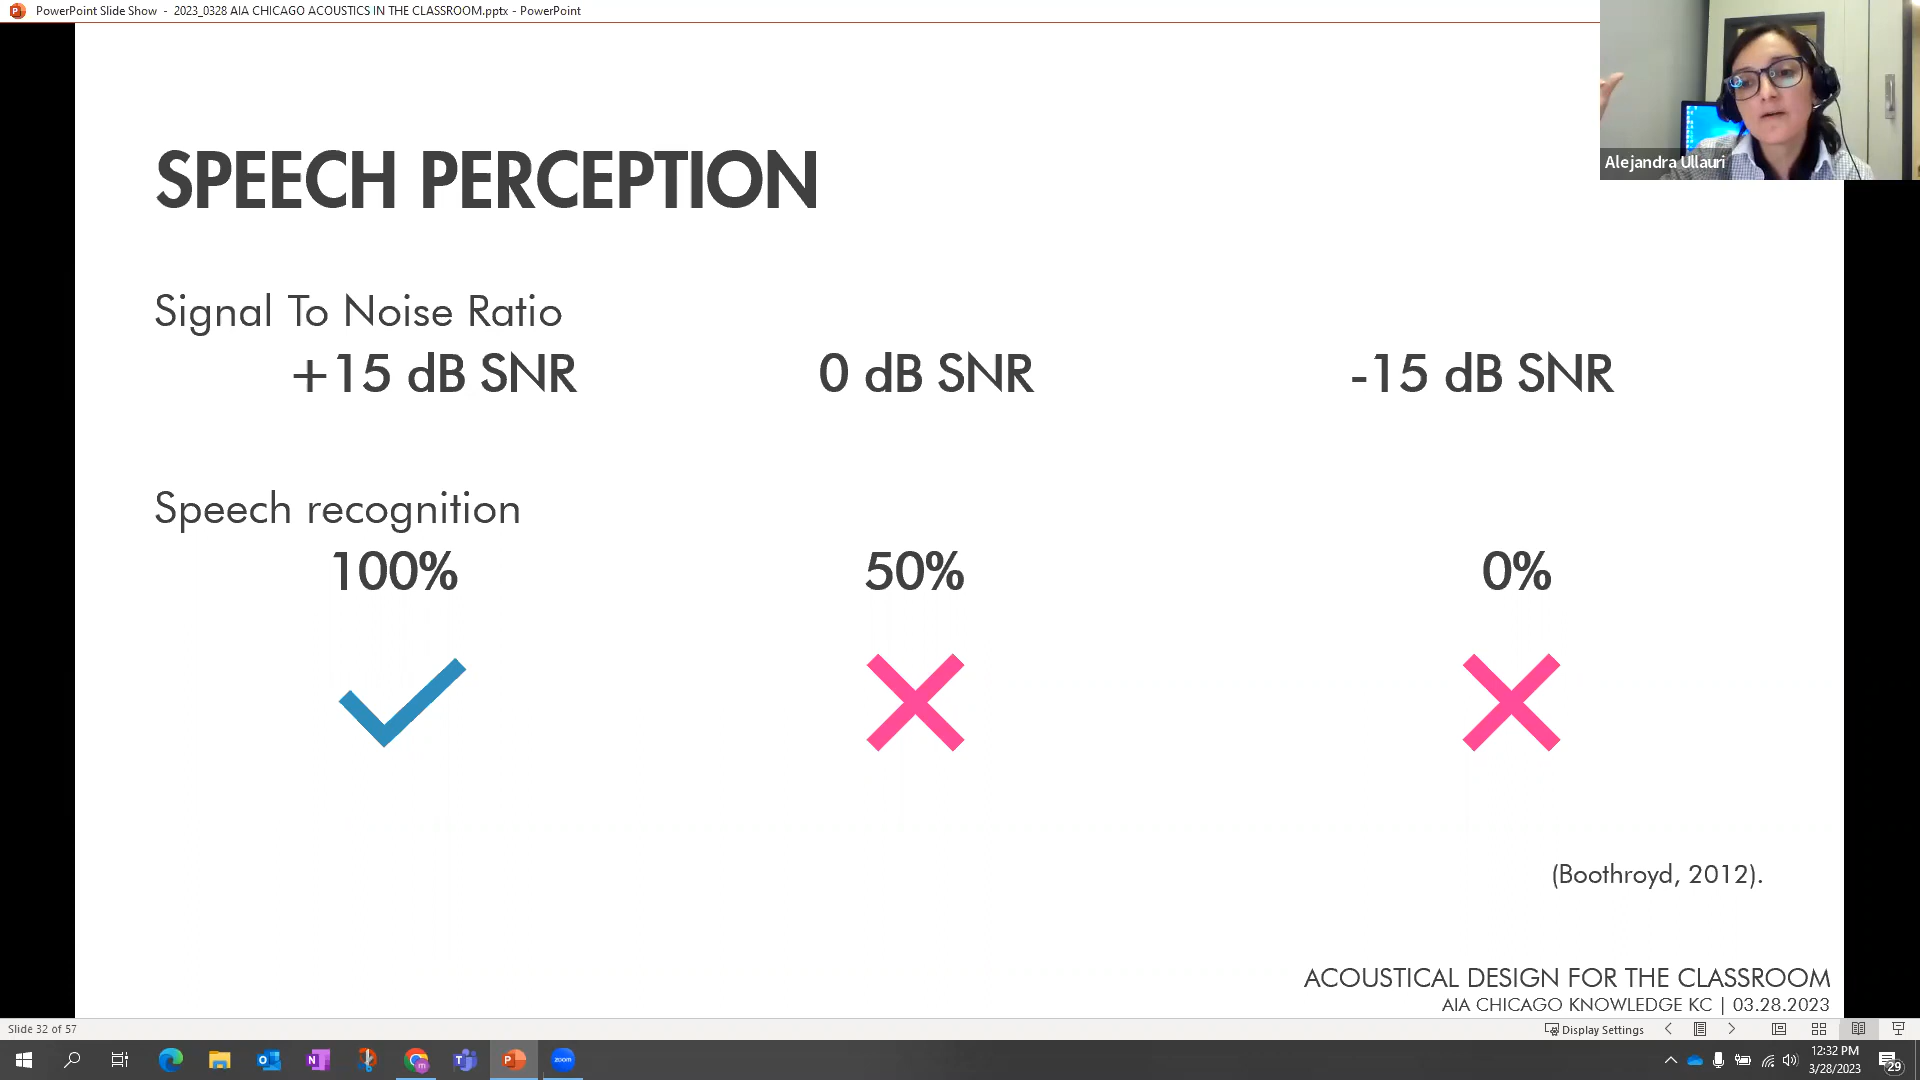 PowerPoint Slide Show - 2023_0328 AIA CHICAGO ACOUSTICS IN THE CLASSROOM.pptx - PowerPoint
Alejandra Ullauri
SPEECH PERCEPTION
Signal To Noise Ratio
+15 dB SNR 0 dB SNR -15 dB SNR
Speech recognition
100% 50% 0%
(Boothroyd, 2012).
ACOUSTICAL DESIGN FOR THE CLASSROOM
AIA CHICAGO KNOWLEDGE KC | 03.28.2023
Slide 32 of 57 Display Settings
zoom
12:32 PM
3/28/2023
29